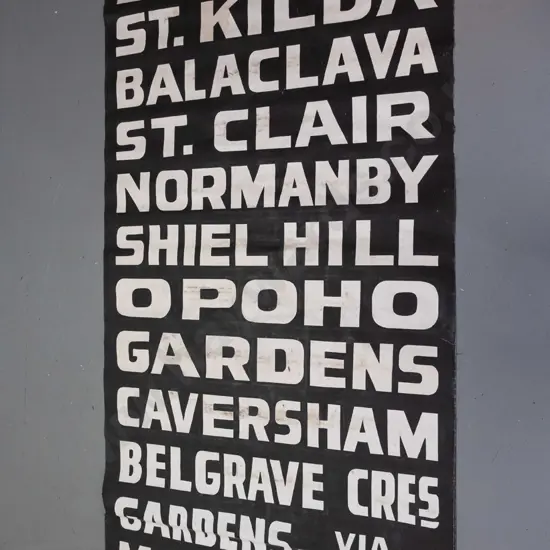 ST. KILDA
BALACLAVA
ST. CLAIR
NORMANBY
SHIEL HILL
OPOHO
GARDENS
CAVERSHAM
BELGRAVE CRES
GARDENS VIA